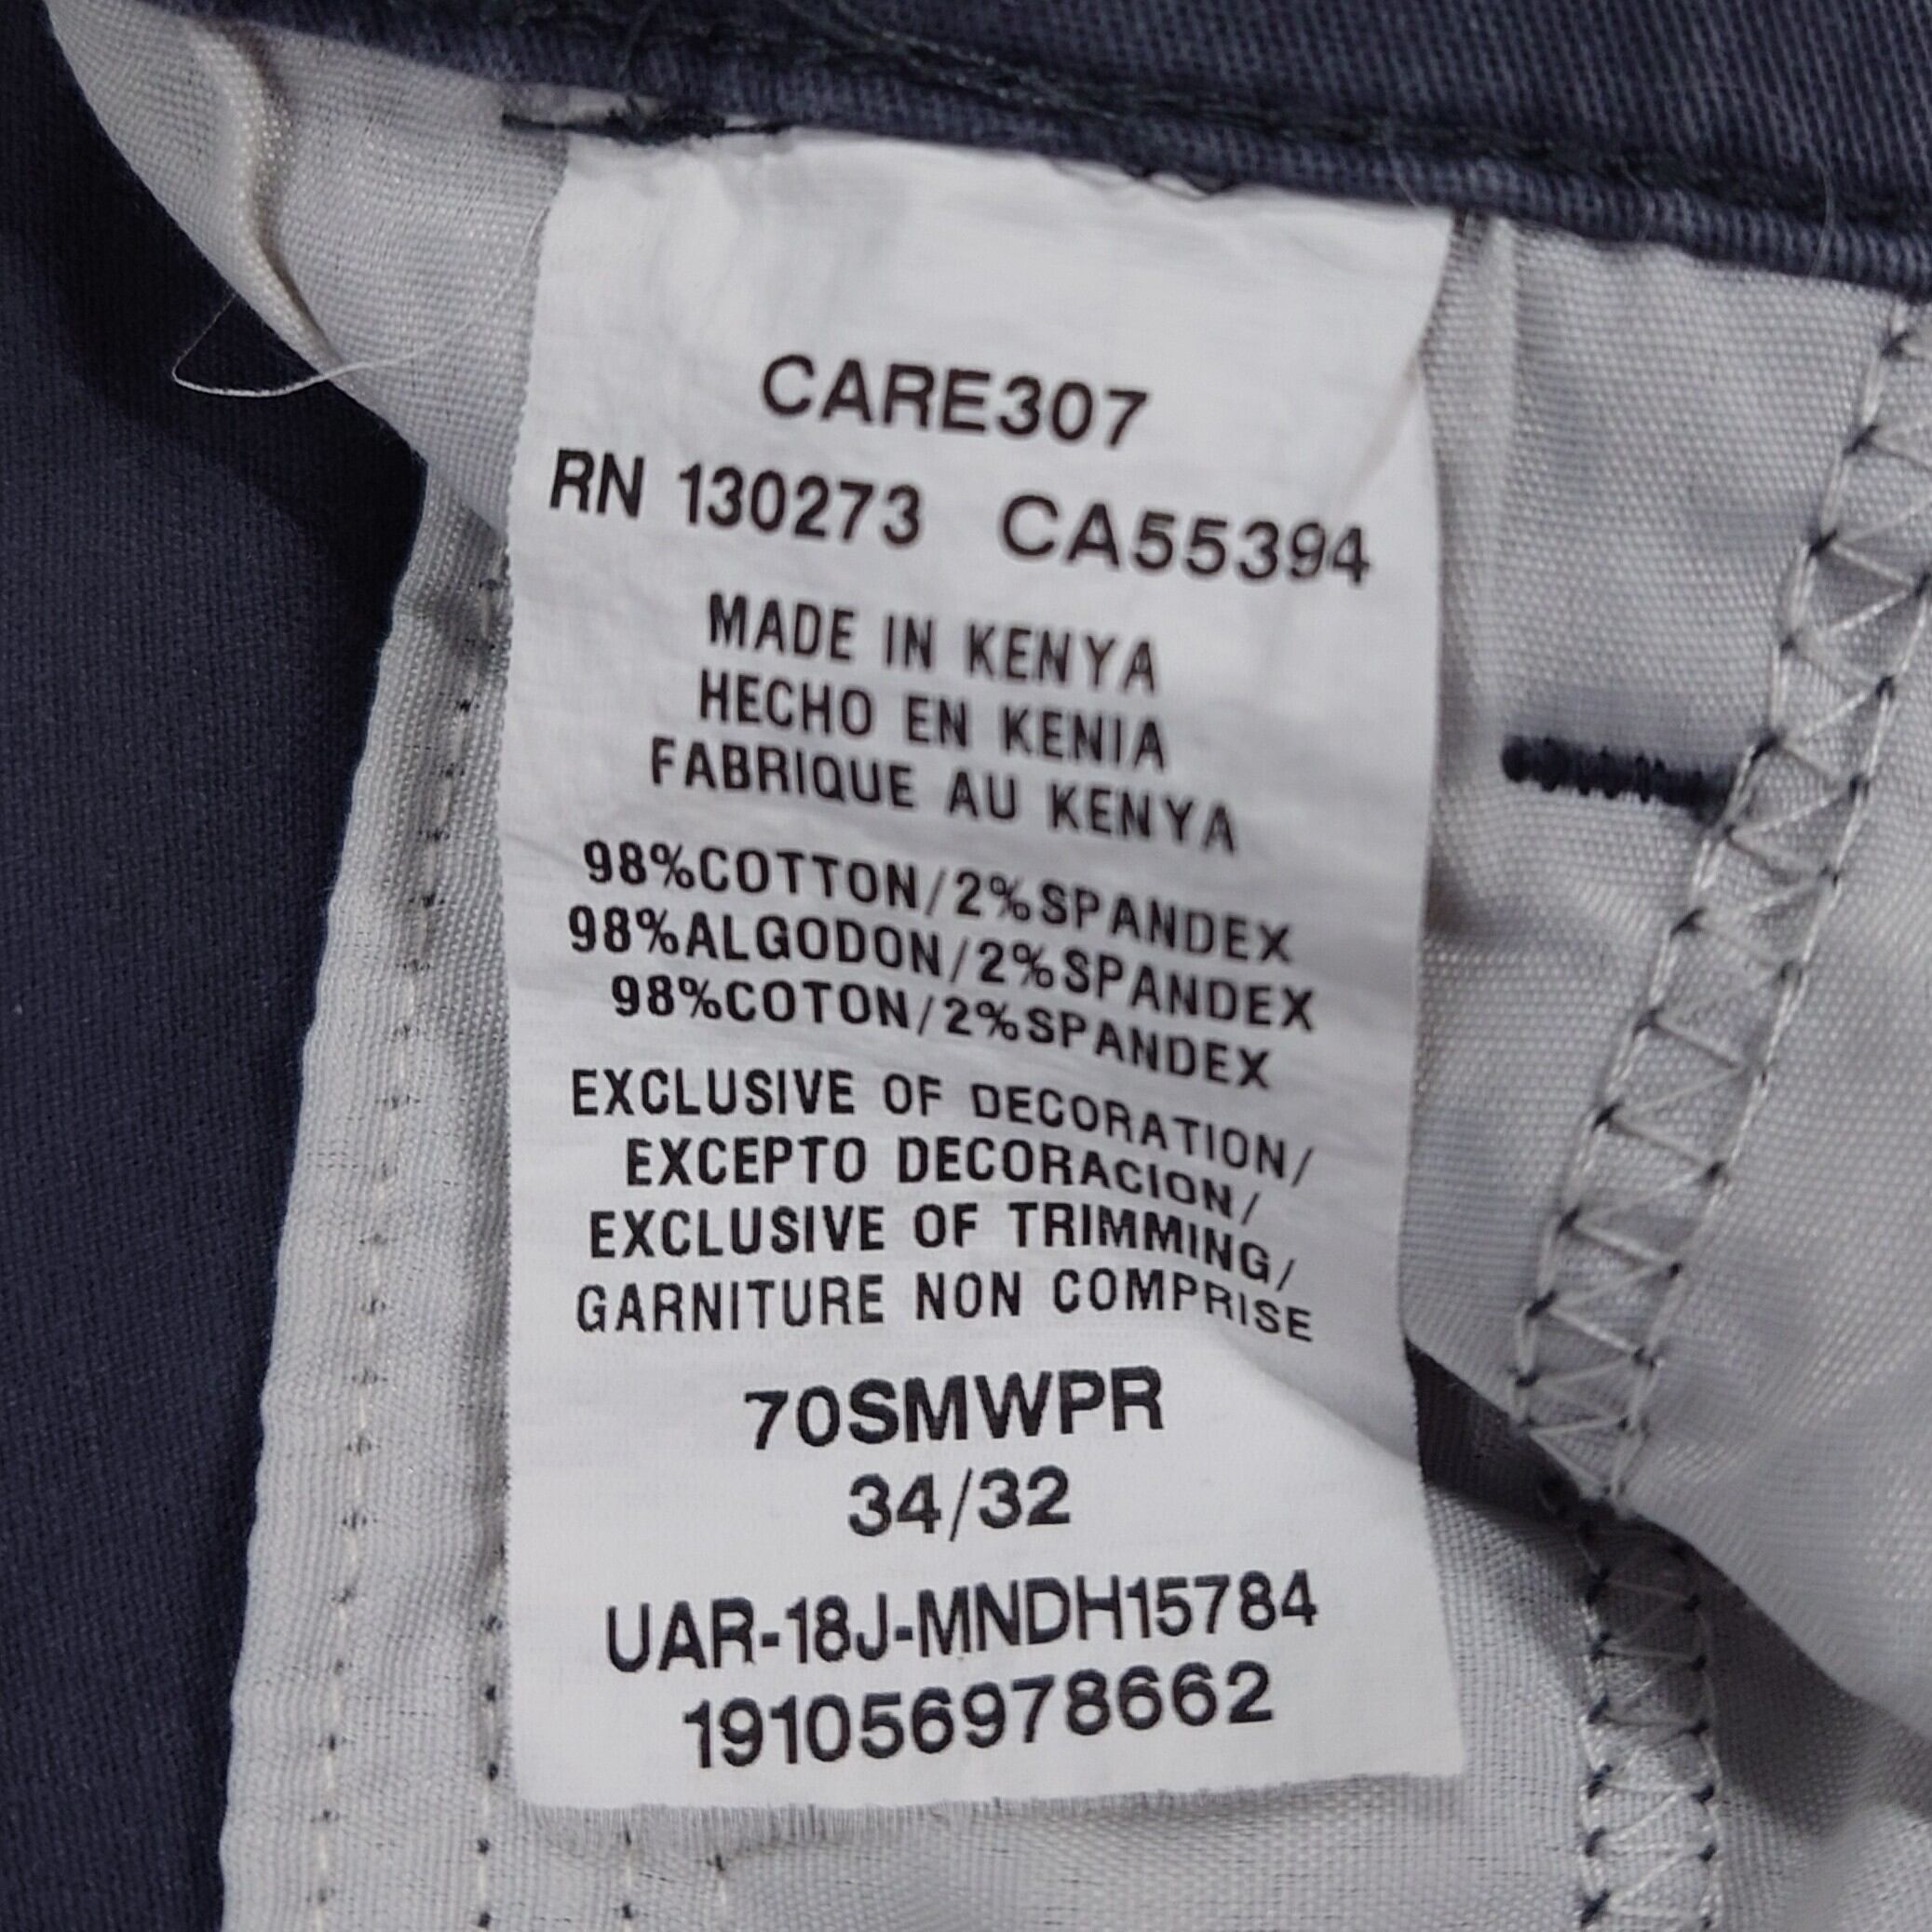 CARE307
RN 130273 CA55394
MADE IN KENYA
HECHO EN KENIA
FABRIQUE AU KENYA
98%COTTON/2%SPANDEX
98%ALGODON/2%SPANDEX
98%COTON/2%SPANDEX
EXCLUSIVE OF DECORATION/
EXCEPTO DECORACION/
EXCLUSIVE OF TRIMMING/
GARNITURE NON COMPRISE
70SMWPR
34/32
UAR-18J-MNDH15784
191056978662